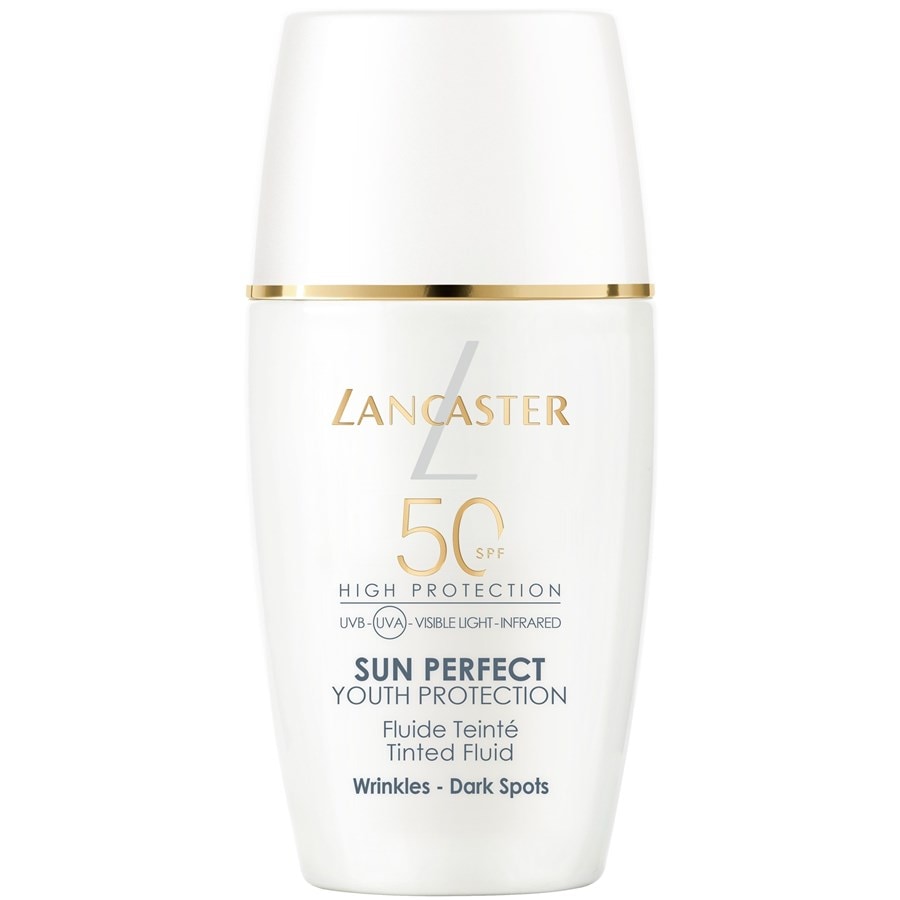 LANCASTER
50 SPF
HIGH PROTECTION
UVB-UVA-VISIBLE LIGHT-INFRARED
SUN PERFECT
YOUTH PROTECTION
Fluide Teinté
Tinted Fluid
Wrinkles - Dark Spots